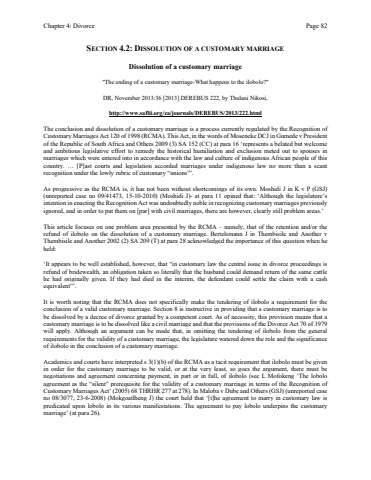 Chapter 4: Divorce Page 82
SECTION 4.2: DISSOLUTION OF A CUSTOMARY MARRIAGE
Dissolution of a customary marriage
"The ending of a customary marriage-What happens to the ilobolo?"
DR, November 2013:36 [2013] DEREBUS 222, by Thulani Nikosi,
http://www.saflii.org/za/journals/DEREBUS/2013/222.html
The conclusion and dissolution of a customary marriage is a process currently regulated by the Recognition of
Customary Marriages Act 120 of 1998 (RCMA). This Act, in the words of Moseneke DCJ in Gumede v President
of the Republic of South Africa and Others 2009 (3) SA 152 (CC) at para 16 'represents a belated but welcome
and ambitious legislative effort to remedy the historical humiliation and exclusion meted out to spouses in
marriages which were entered into in accordance with the law and culture of indigenous African people of this
country. … [P]ast courts and legislation accorded marriages under indigenous law no more than a scant
recognition under the lowly rubric of customary "unions"'.
As progressive as the RCMA is, it has not been without shortcomings of its own. Moshidi J in K v P (GSJ)
(unreported case no 09/41473, 15-10-2010) (Moshidi J)- at para 11 opined that: 'Although the legislature's
intention in enacting the Recognition Act was undoubtedly noble in recognizing customary marriages previously
ignored, and in order to put them on [par] with civil marriages, there are however, clearly still problem areas.'
This article focuses on one problem area presented by the RCMA – namely, that of the retention and/or the
refund of ilobolo on the dissolution of a customary marriage. Bertelsmann J in Thembisile and Another v
Thembisile and Another 2002 (2) SA 209 (T) at para 28 acknowledged the importance of this question when he
held:
'It appears to be well established, however, that "in customary law the central issue in divorce proceedings is
refund of bridewealth, an obligation taken so literally that the husband could demand return of the same cattle
he had originally given. If they had died in the interim, the defendant could settle the claim with a cash
equivalent"'.
It is worth noting that the RCMA does not specifically make the tendering of ilobolo a requirement for the
conclusion of a valid customary marriage. Section 8 is instructive in providing that a customary marriage is to
be dissolved by a decree of divorce granted by a competent court. As of necessity, this provision means that a
customary marriage is to be dissolved like a civil marriage and that the provisions of the Divorce Act 70 of 1979
will apply. Although an argument can be made that, in omitting the tendering of ilobolo from the general
requirements for the validity of a customary marriage, the legislature watered down the role and the significance
of ilobolo in the conclusion of a customary marriage.
Academics and courts have interpreted s 3(1)(b) of the RCMA as a tacit requirement that ilobolo must be given
in order for the customary marriage to be valid, or at the very least, so goes the argument, there must be
negotiations and agreement concerning payment, in part or in full, of ilobolo (see L Mofokeng 'The lobolo
agreement as the "silent" prerequisite for the validity of a customary marriage in terms of the Recognition of
Customary Marriages Act' (2005) 68 THRHR 277 at 278). In Maloba v Dube and Others (GSJ) (unreported case
no 08/3077, 23-6-2008) (Mokgoatlheng J) the court held that '[t]he agreement to marry in customary law is
predicated upon lobolo in its various manifestations. The agreement to pay lobolo underpins the customary
marriage' (at para 26).